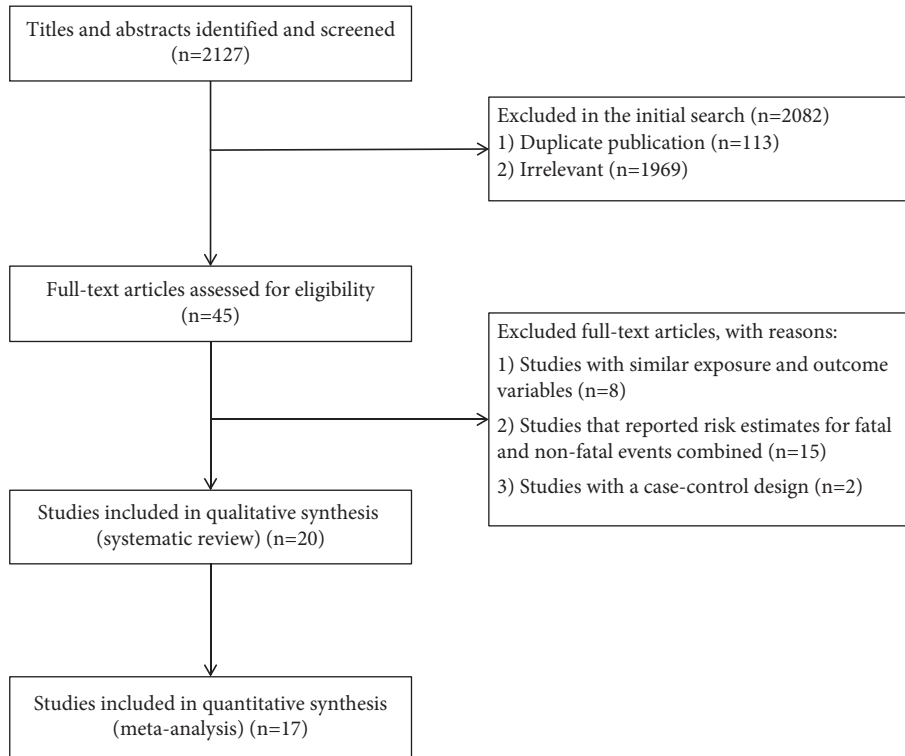 Titles and abstracts identified and screened
(n=2127)
Excluded in the initial search (n=2082)
1) Duplicate publication (n=113)
2) Irrelevant (n=1969)
Full-text articles assessed for eligibility
(n=45)
Excluded full-text articles, with reasons:
1) Studies with similar exposure and outcome
variables (n=8)
2) Studies that reported risk estimates for fatal
and non-fatal events combined (n=15)
3) Studies with a case-control design (n=2)
Studies included in qualitative synthesis
(systematic review) (n=20)
Studies included in quantitative synthesis
(meta-analysis) (n=17)